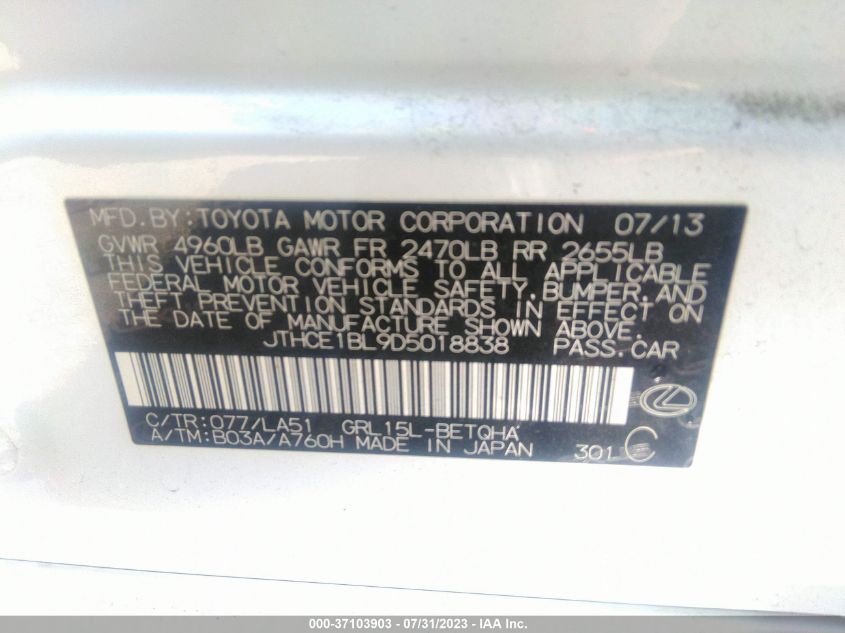 MFD.BY:TOYOTA MOTOR CORPORATION 07/13
GVWR 4960LB GAWR FR 2470LB RR 2655LB
THIS VEHICLE CONFORMS TO ALL APPLICABLE
FEDERAL MOTOR VEHICLE SAFETY,BUMPER,AND
THEFT PREVENTION STANDARDS IN EFFECT ON
THE DATE OF MANUFACTURE SHOWN ABOVE.
JTHCE1BL9D5018838 PASS.CAR
C/TR:077/LA51 GRL15L-BETQHA
A/TM:B03A/A760H MADE IN JAPAN 301
000-37103903 - 07/31/2023 - IAA Inc.